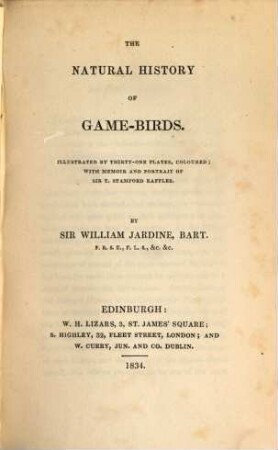 THE
NATURAL HISTORY
OF
GAME-BIRDS.
ILLUSTRATED BY THIRTY-ONE PLATES, COLOURED;
WITH MEMOIR AND PORTRAIT OF
SIR T. STAMFORD RAFFLES.
BY
SIR WILLIAM JARDINE, BART.
F. R. S. E., F. L. S., &c. &c.
EDINBURGH:
W. H. LIZARS, 3, ST. JAMES' SQUARE;
S. HIGHLEY, 32, FLEET STREET, LONDON; AND
W. CURRY, JUN. AND CO. DUBLIN.
1834.